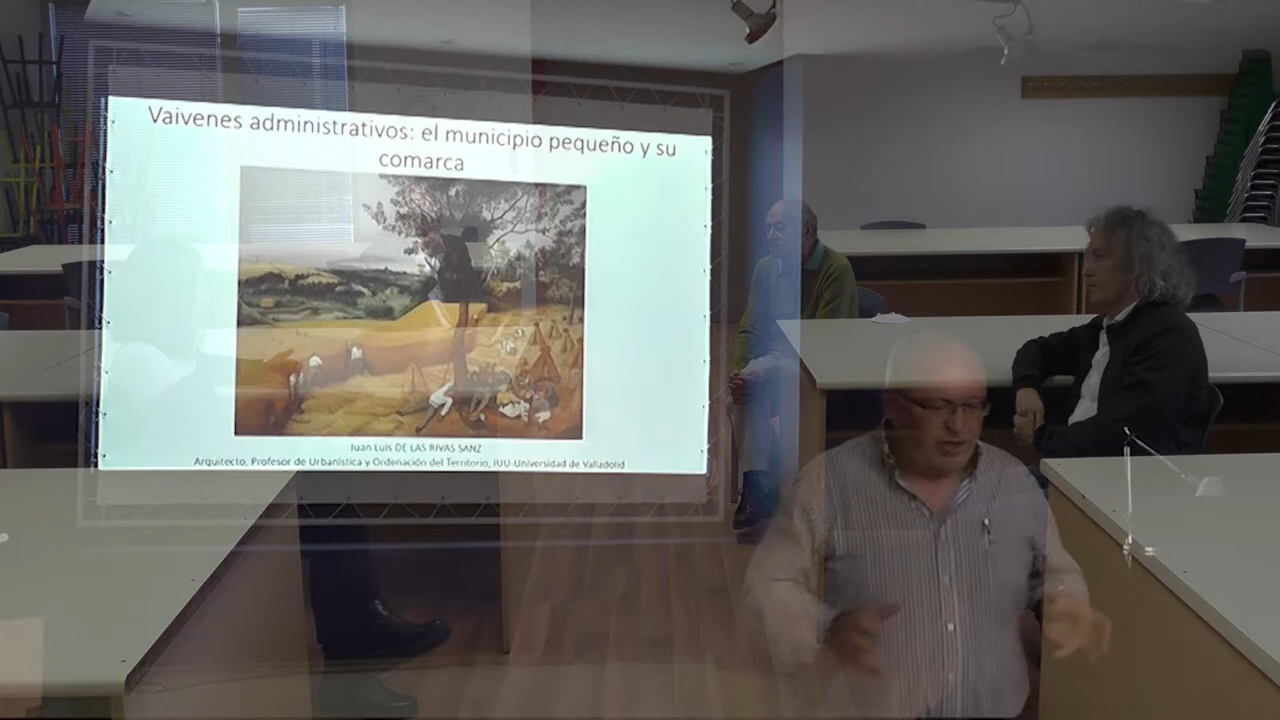 Vaivenes administrativos: el municipio pequeño y su
comarca
Juan Luis DE LAS RIVAS SANZ
Arquitecto, Profesor de Urbanística y Ordenación del Territorio, IUU-Universidad de Valladolid